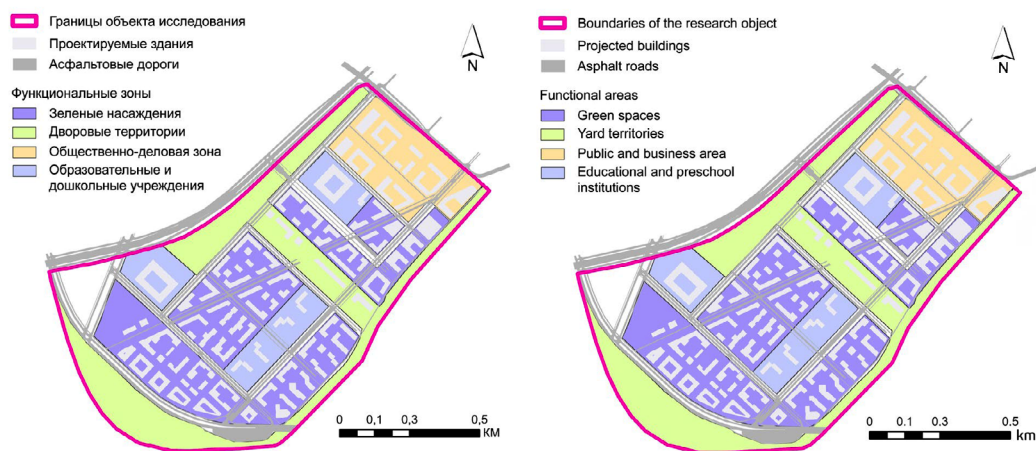 Границы объекта исследования
Проектируемые здания
Асфальтовые дороги
Функциональные зоны
Зеленые насаждения
Дворовые территории
Общественно-деловая зона
Образовательные и
дошкольные учреждения
N
0 0,1 0,3 0,5
КМ
Boundaries of the research object
Projected buildings
Asphalt roads
Functional areas
Green spaces
Yard territories
Public and business area
Educational and preschool
institutions
N
0 0,1 0,3 0,5
km